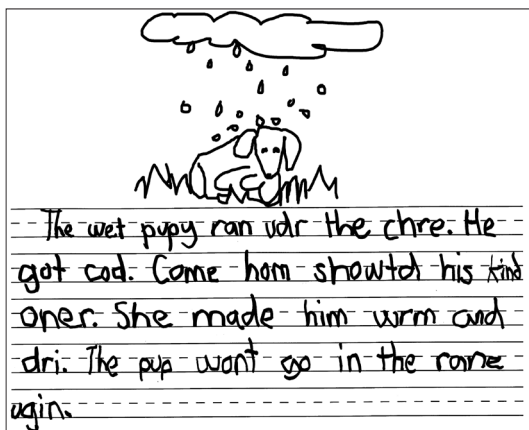 The wet pupy ran udr the chre. He
got cod. Come hom showtd his kind
oner. She made him wrm and
dri. The pup wont go in the rane
agin.